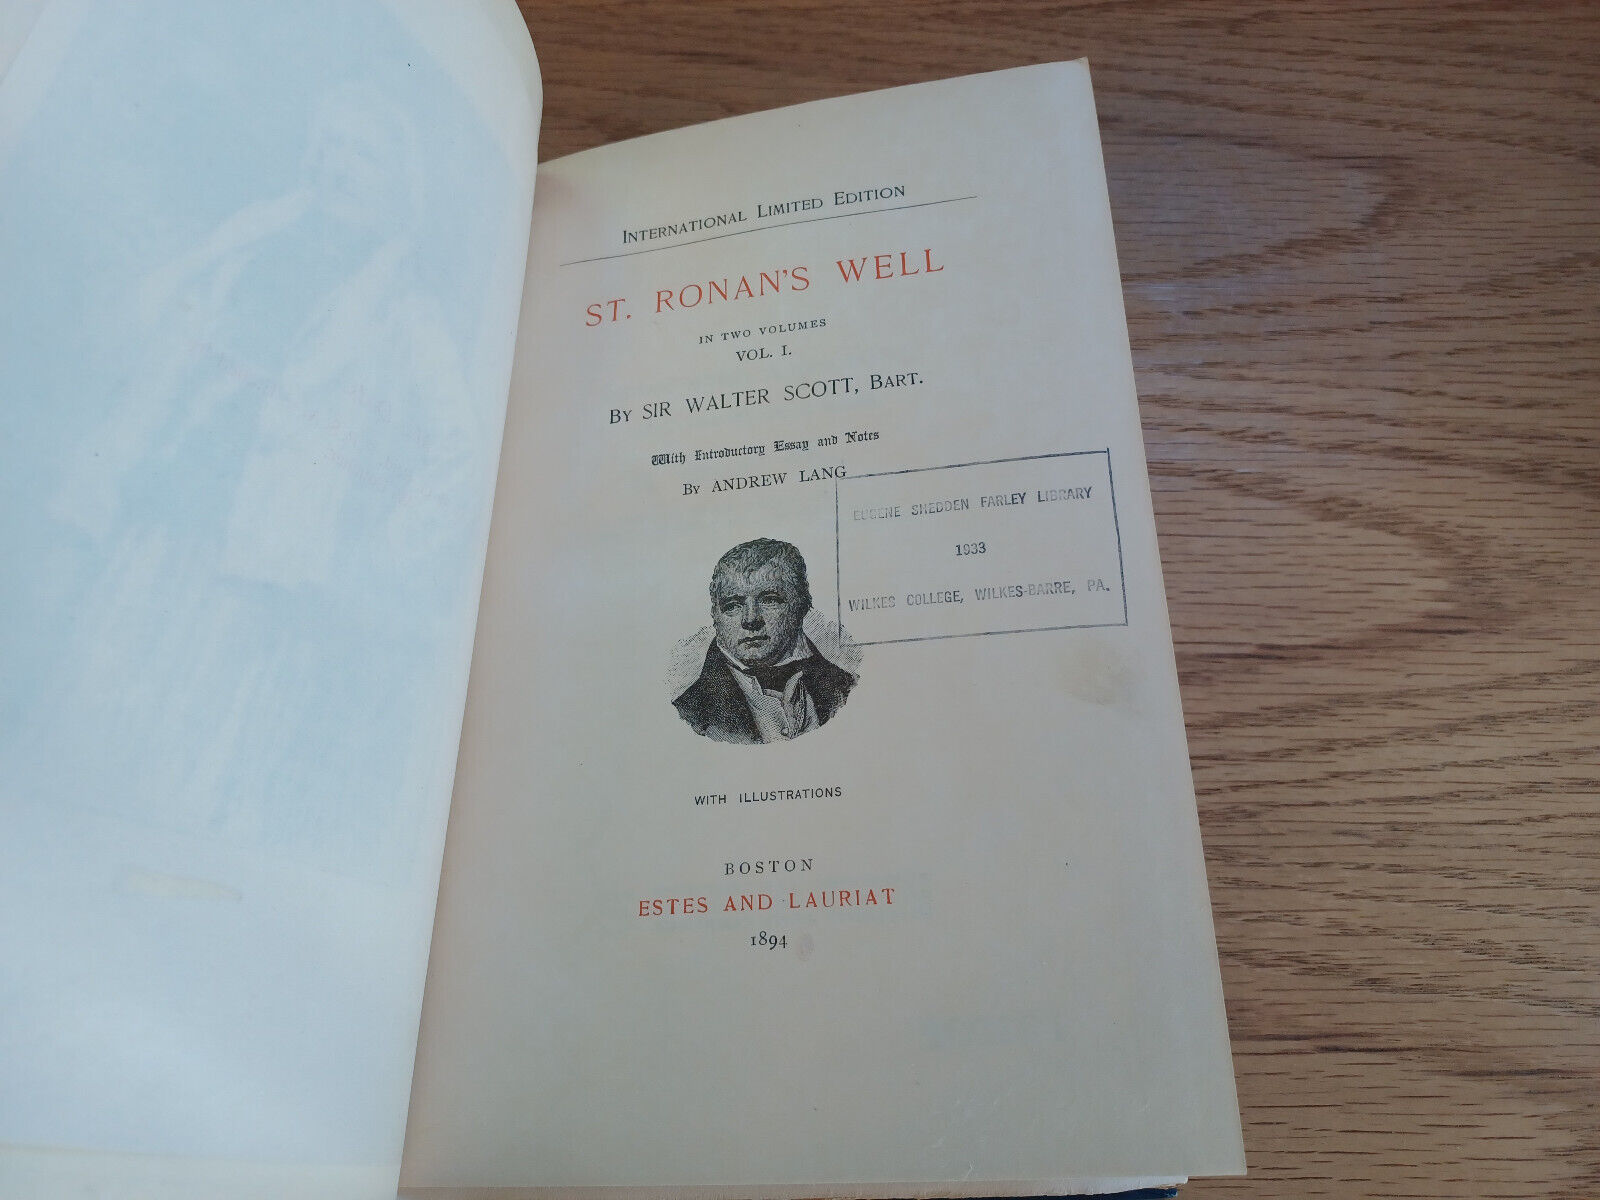 INTERNATIONAL LIMITED EDITION
ST. RONAN'S WELL
IN TWO VOLUMES
VOL. I.
BY SIR WALTER SCOTT, BART.
With Introductory Essay and Notes
BY ANDREW LANG
EUGENE SHEDDEN FARLEY LIBRARY
1933
WILKES COLLEGE, WILKES-BARRE, PA.
WITH ILLUSTRATIONS
BOSTON
ESTES AND LAURIAT
1894